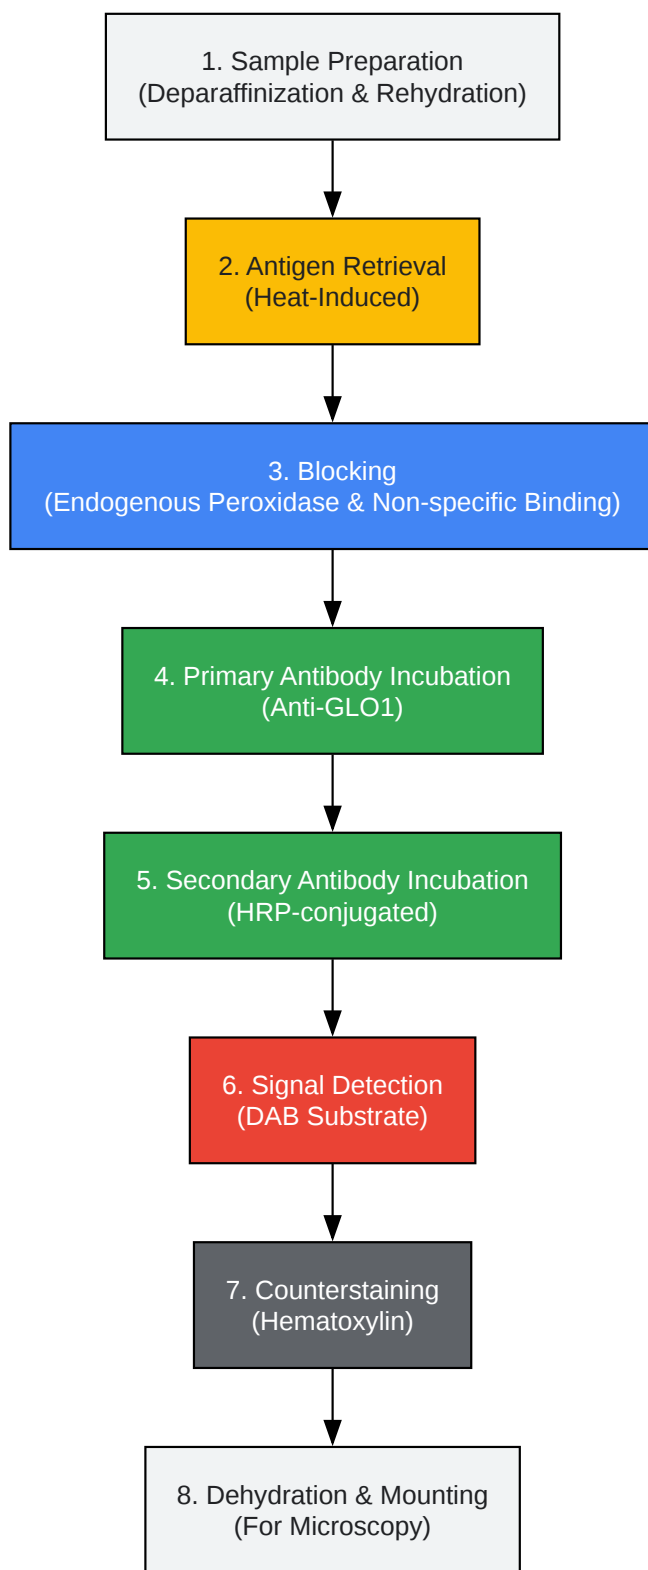 1. Sample Preparation
(Deparaffinization & Rehydration)
2. Antigen Retrieval
(Heat-Induced)
3. Blocking
(Endogenous Peroxidase & Non-specific Binding)
4. Primary Antibody Incubation
(Anti-GLO1)
5. Secondary Antibody Incubation
(HRP-conjugated)
6. Signal Detection
(DAB Substrate)
7. Counterstaining
(Hematoxylin)
8. Dehydration & Mounting
(For Microscopy)